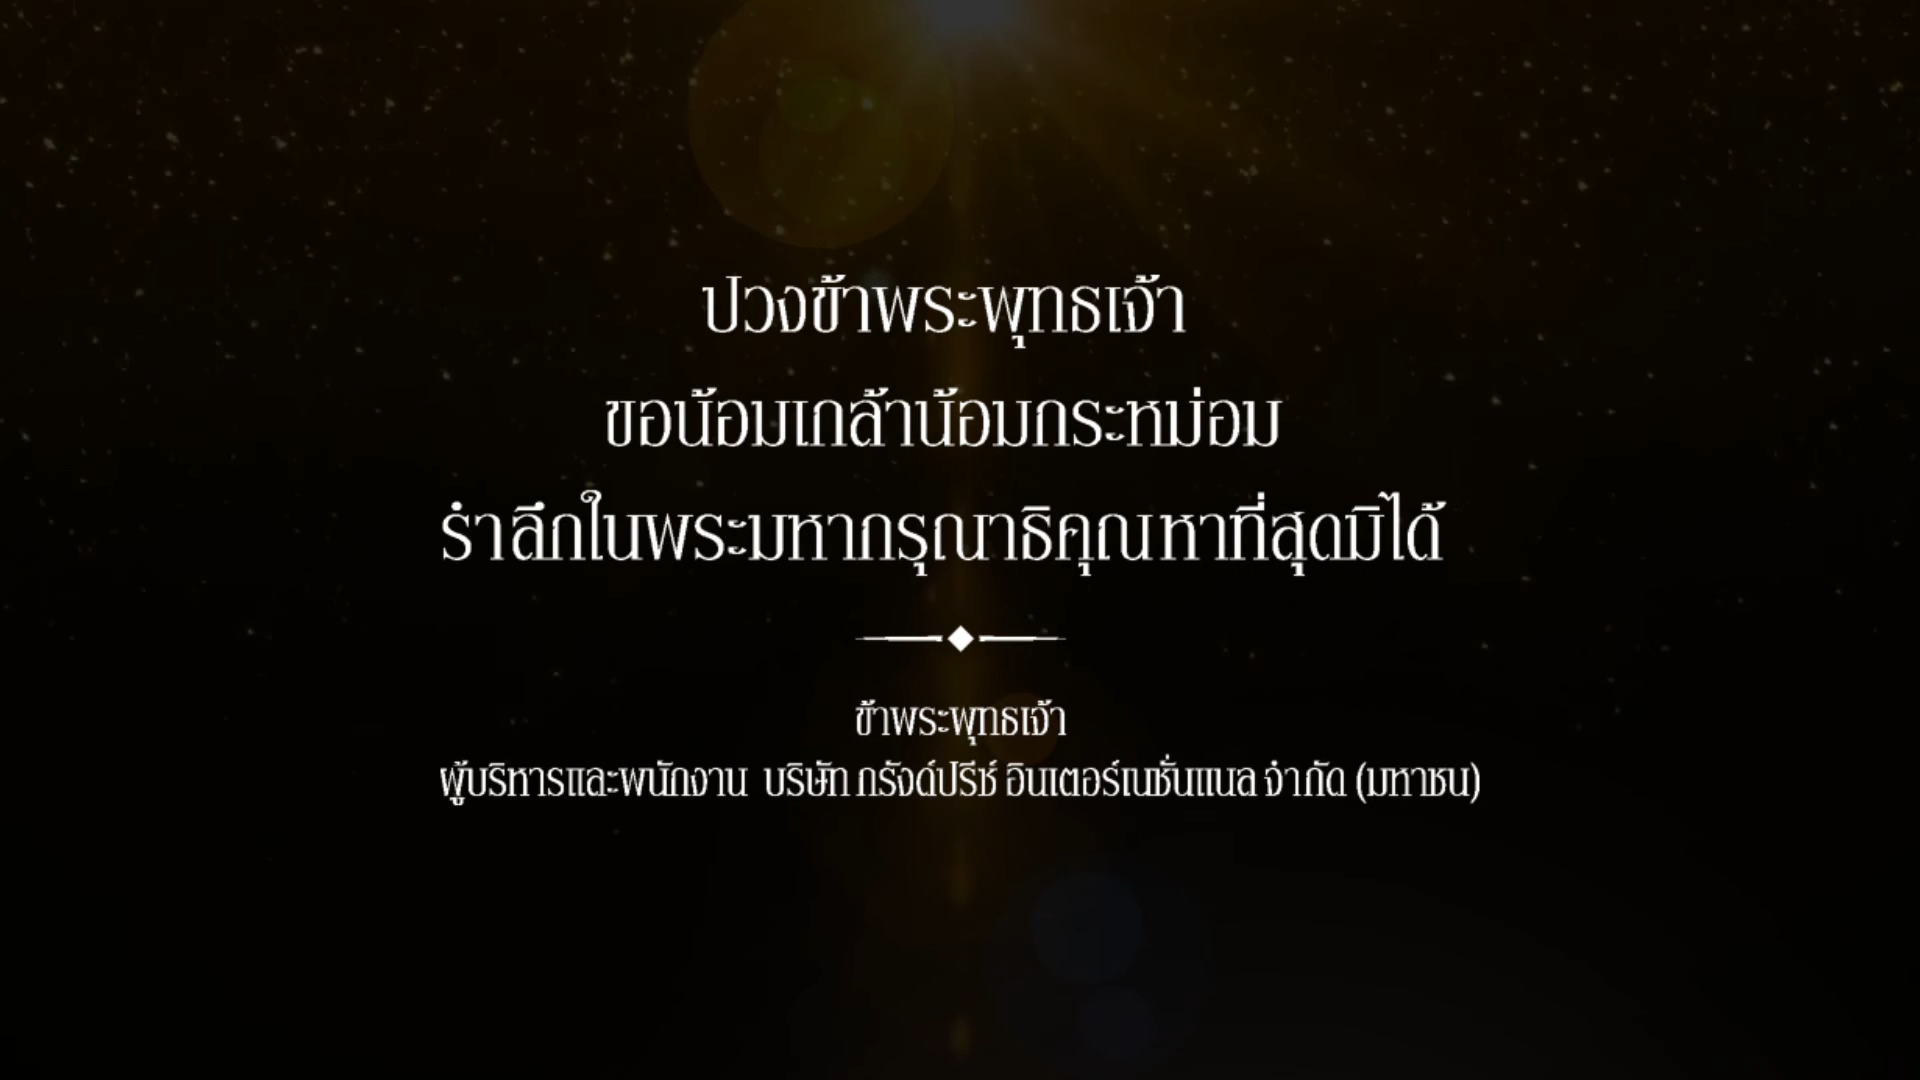 ปวงข้าพระพุทธเจ้า
ขอน้อมเกล้าน้อมกระหม่อม
รำลึกในพระมหากรุณาธิคุณหาที่สุดมิได้
ข้าพระพุทธเจ้า
ผู้บริหารและพนักงาน บริษัท กรังด์ปรีซ์ อินเตอร์เนชั่นแนล จำกัด (มหาชน)